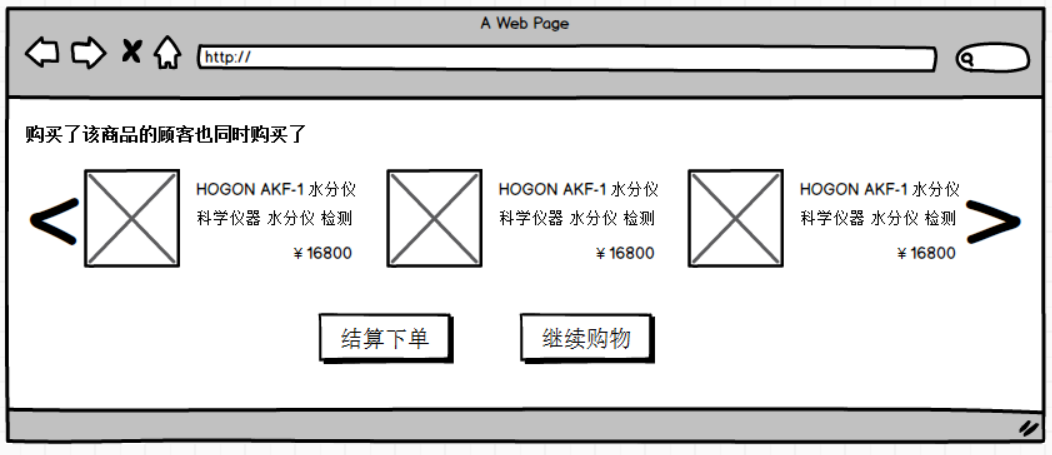 A Web Page
http://
购买了该商品的顾客也同时购买了
HOGON AKF-1 水分仪
科学仪器 水分仪 检测
￥16800
HOGON AKF-1 水分仪
科学仪器 水分仪 检测
￥16800
HOGON AKF-1 水分仪
科学仪器 水分仪 检测
￥16800
结算下单
继续购物